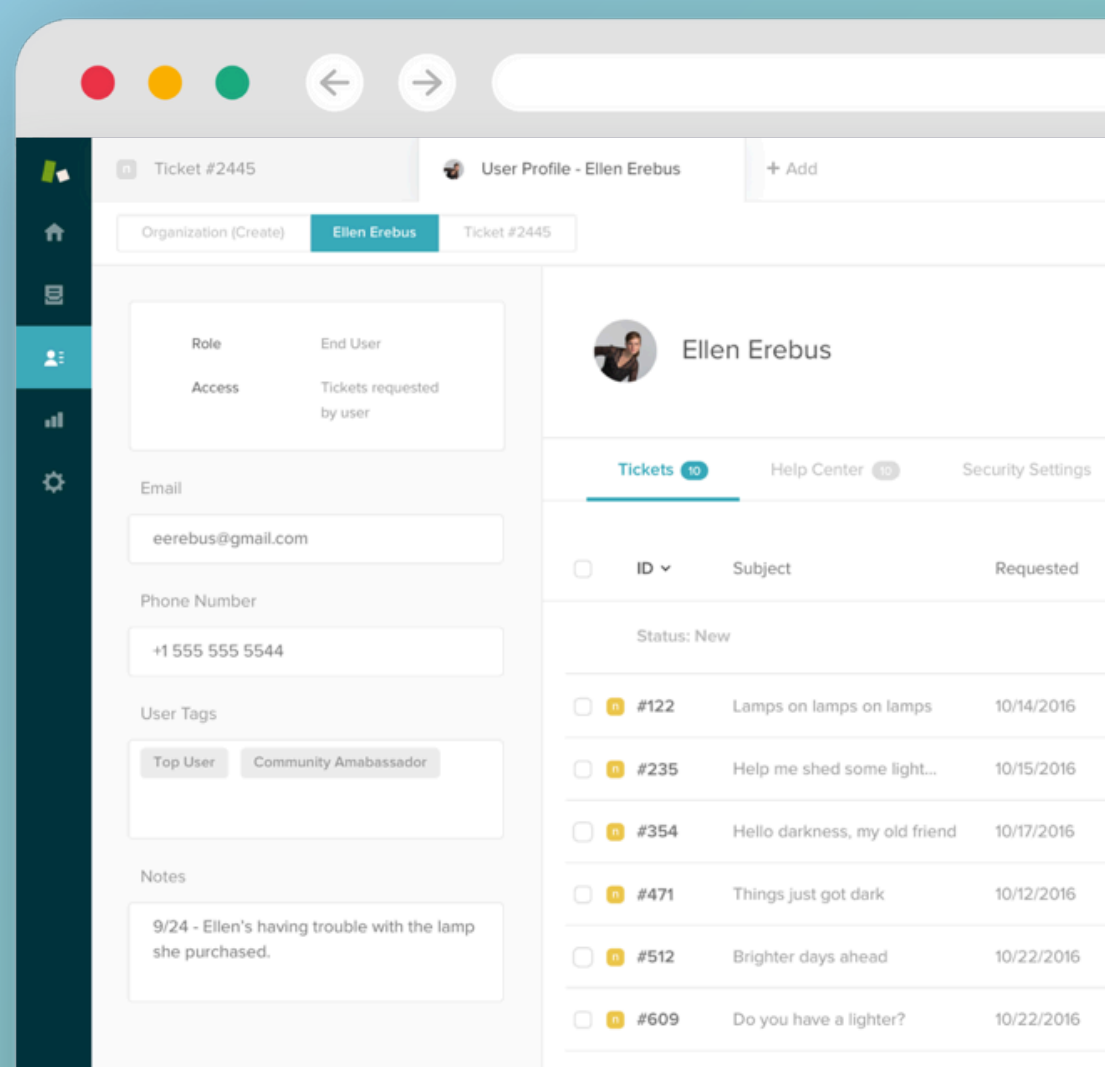 Ticket #2445
User Profile - Ellen Erebus
+ Add
Organization (Create)
Ellen Erebus
Ticket #2445
Role
End User
Access
Tickets requested
by user
Email
eerebus@gmail.com
Phone Number
+1 555 555 5544
User Tags
Top User
Community Amabassador
Notes
9/24 - Ellen's having trouble with the lamp
she purchased.
Ellen Erebus
Tickets 10
Help Center 10
Security Settings
ID
Subject
Requested
Status: New
n #122 Lamps on lamps on lamps 10/14/2016
n #235 Help me shed some light... 10/15/2016
n #354 Hello darkness, my old friend 10/17/2016
n #471 Things just got dark 10/12/2016
n #512 Brighter days ahead 10/22/2016
n #609 Do you have a lighter? 10/22/2016